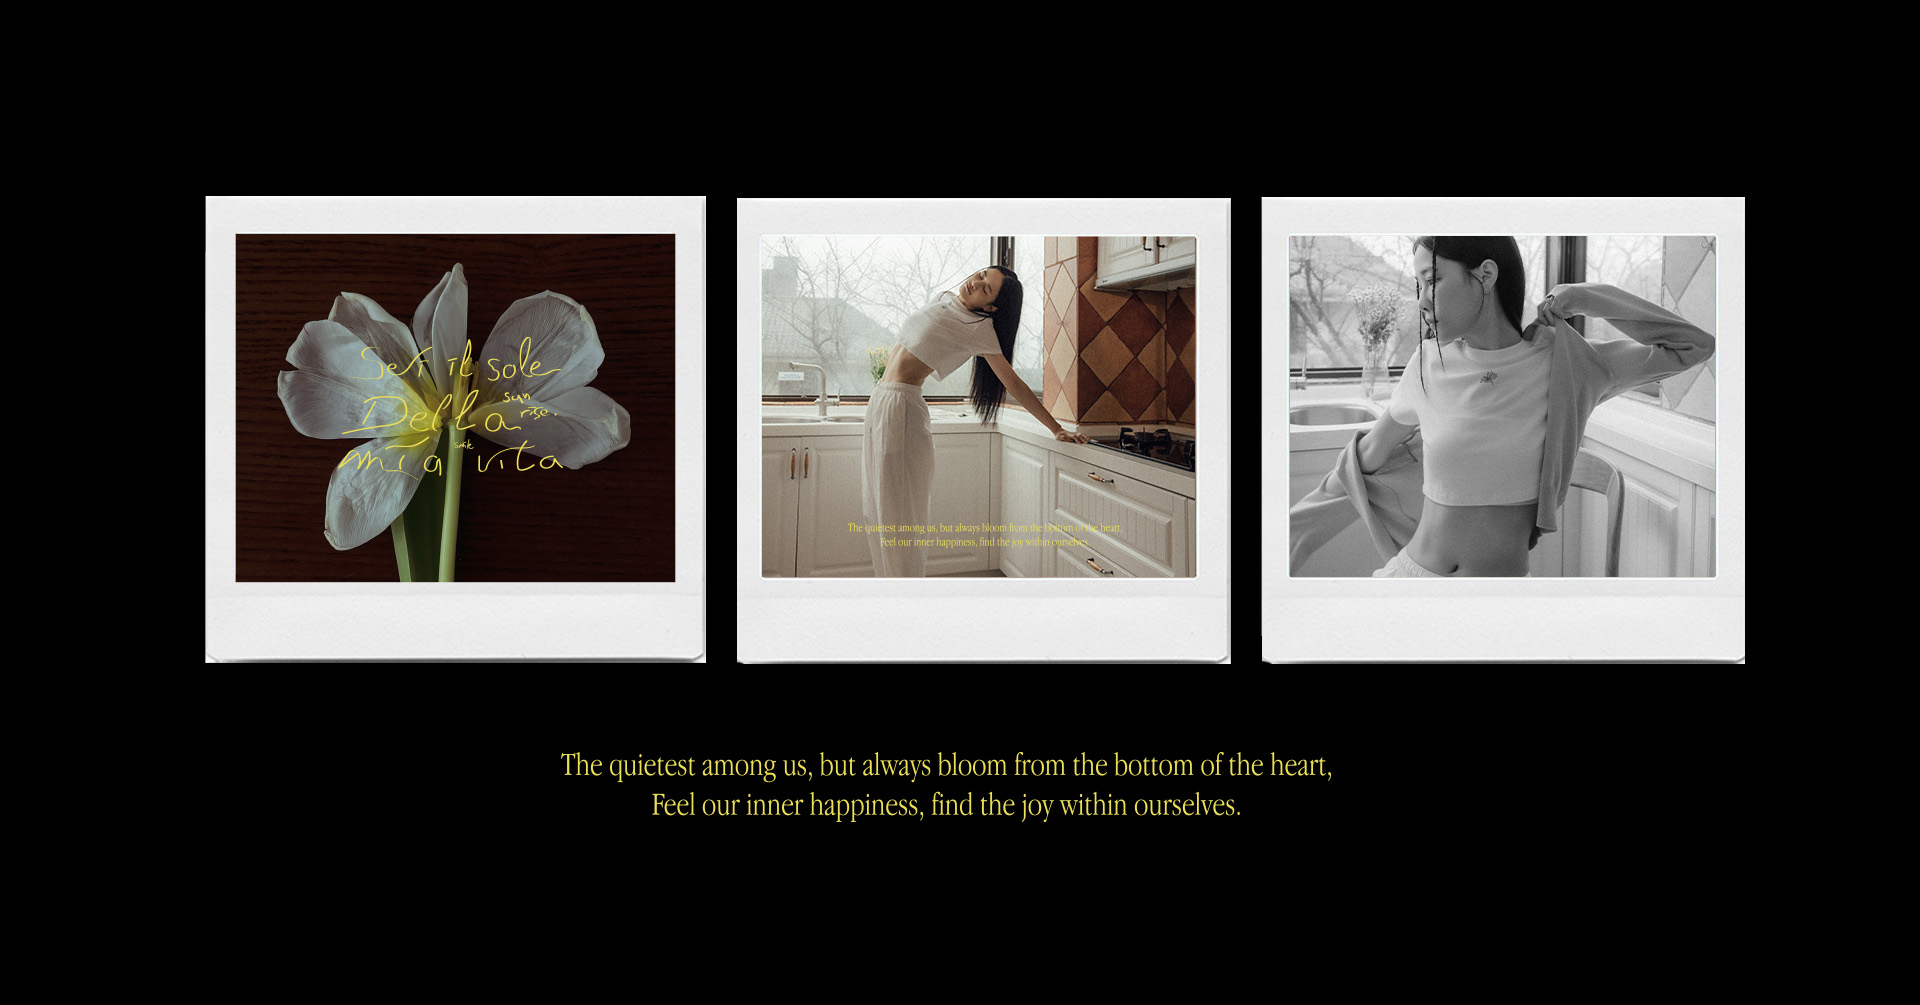 Sei il sole
Della
sun
rise.
smile
mia vita
The quietest among us, but always bloom from the bottom of the heart,
Feel our inner happiness, find the joy within ourselves.
The quietest among us, but always bloom from the bottom of the heart,
Feel our inner happiness, find the joy within ourselves.